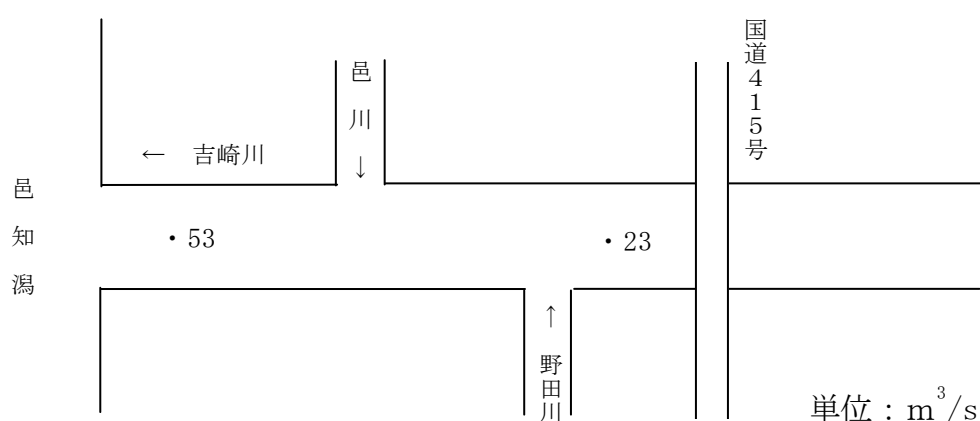 国道４１５号
邑川↓
← 吉崎川
邑知潟
・53
・23
↑野田川
単位：m³/s